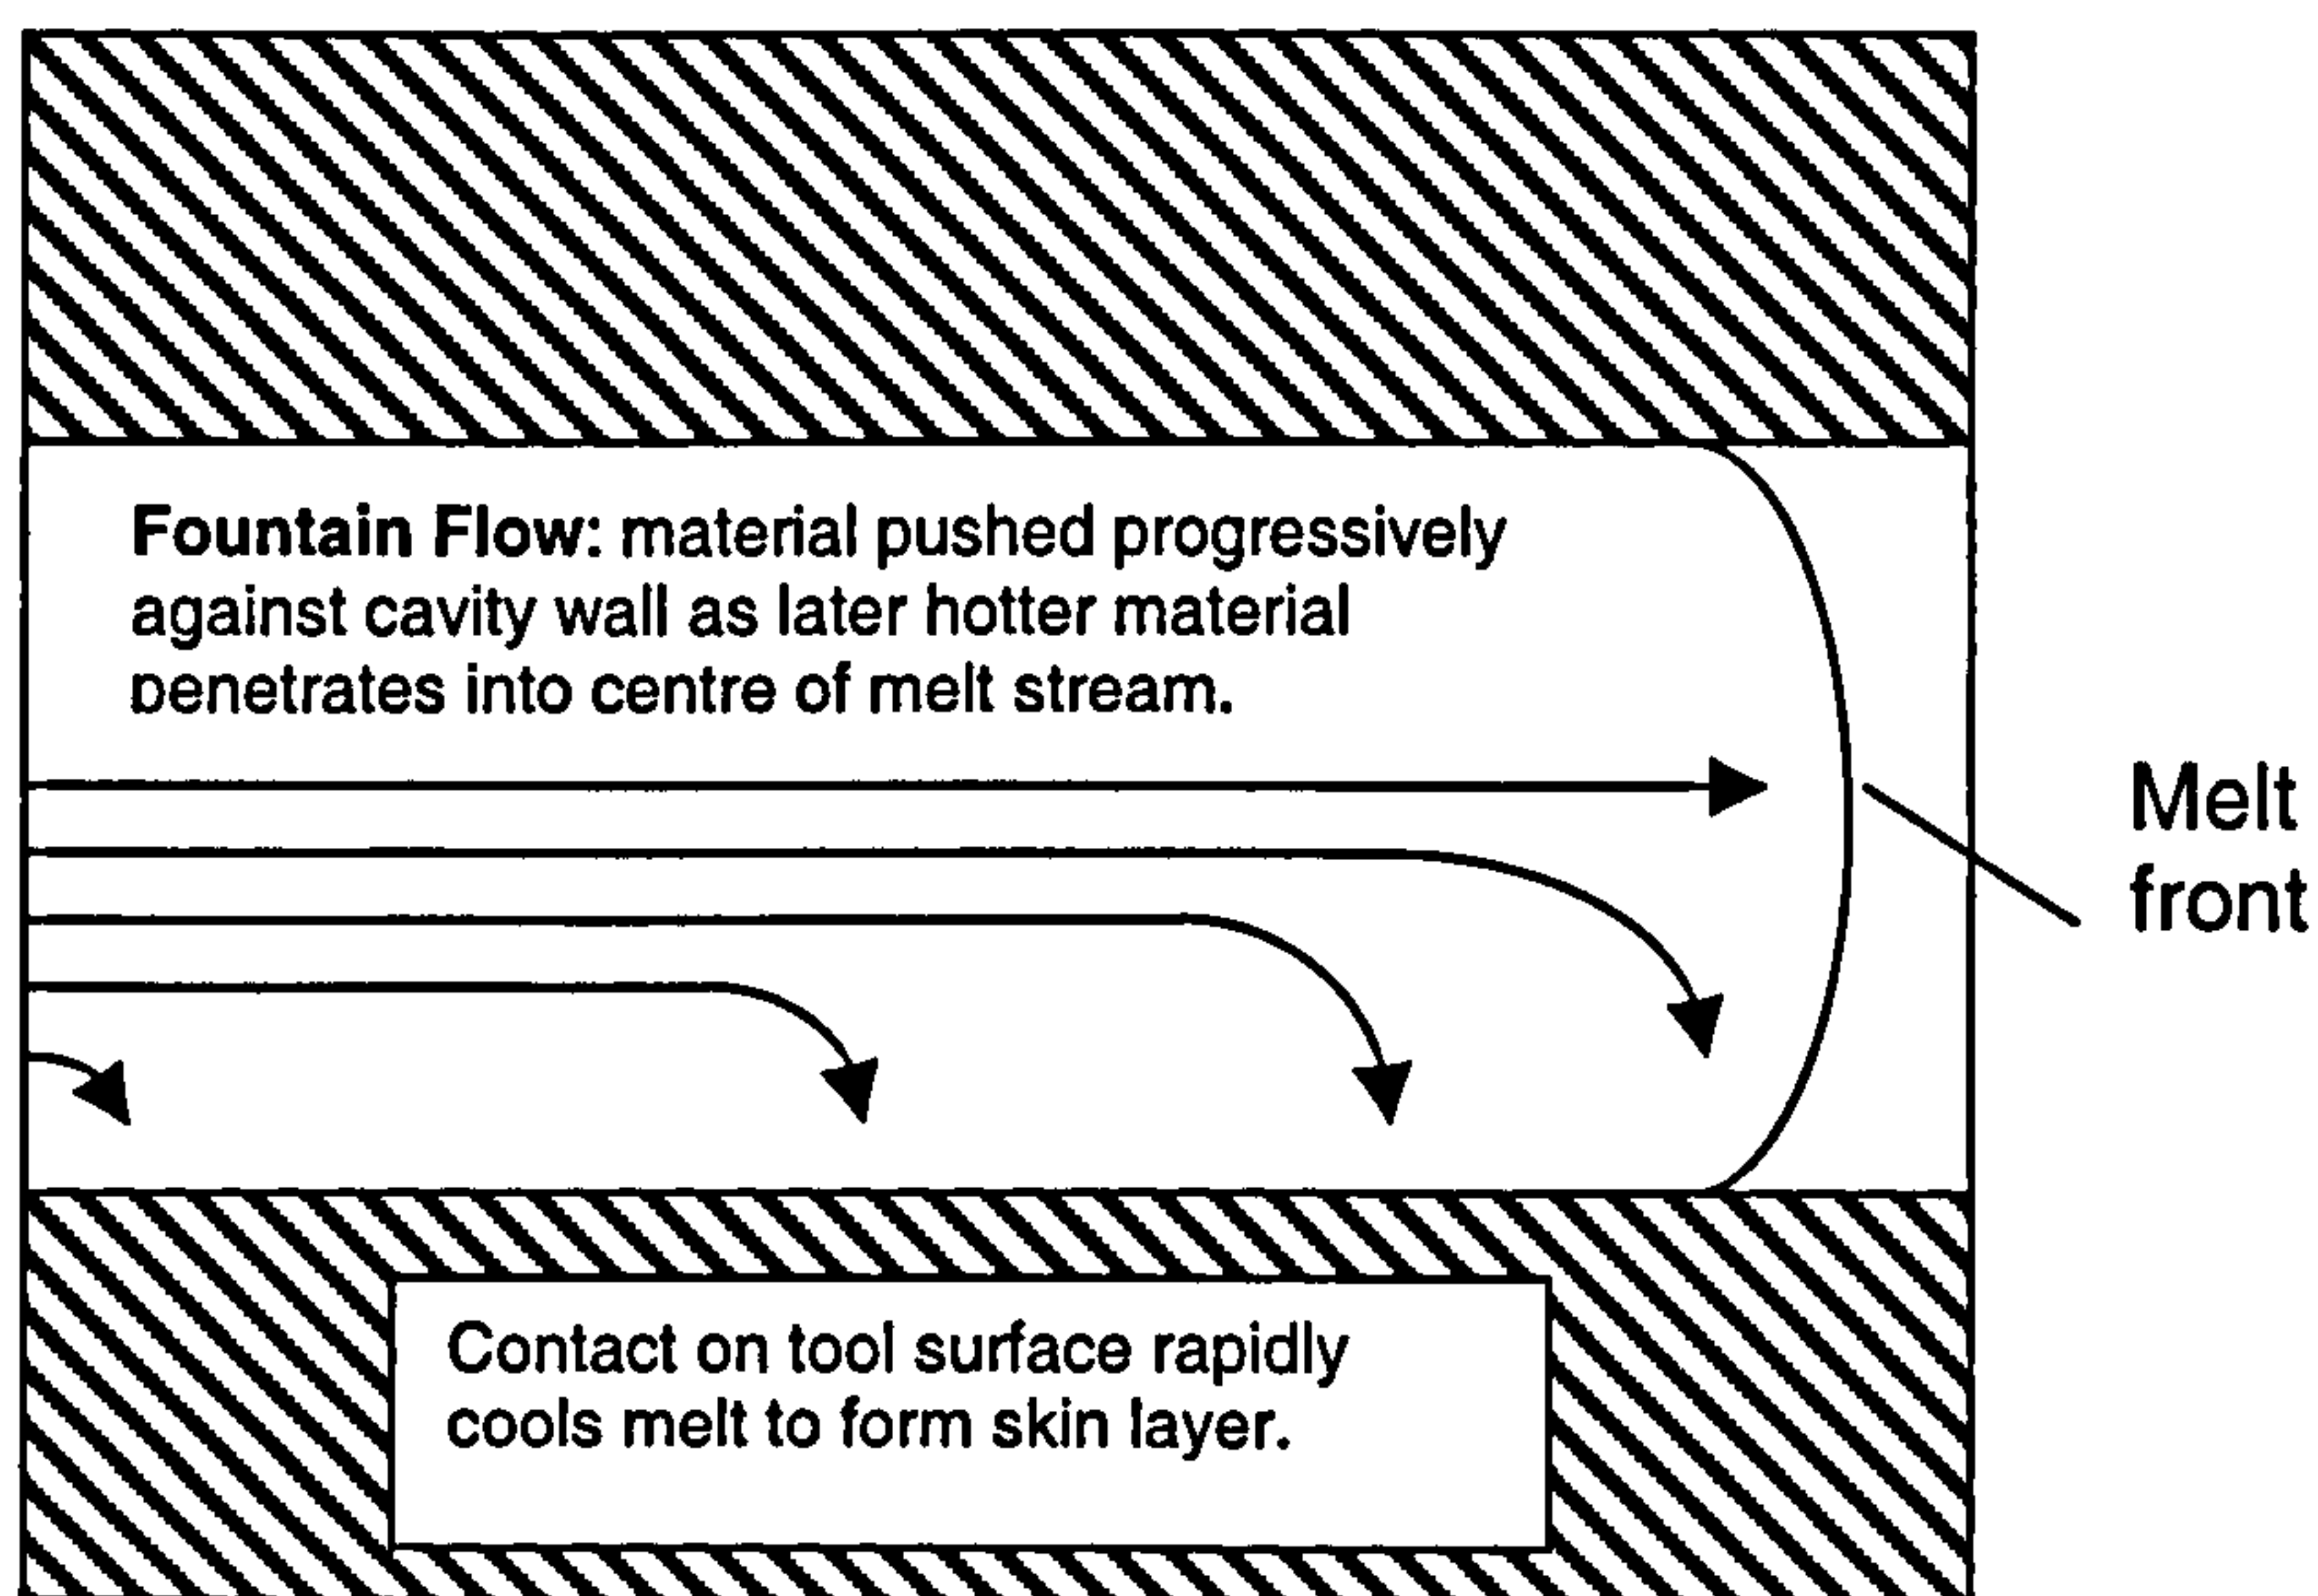 Fountain Flow: material pushed progressively
against cavity wall as later hotter material
penetrates into centre of melt stream.
Melt
front
Contact on tool surface rapidly
cools melt to form skin layer.